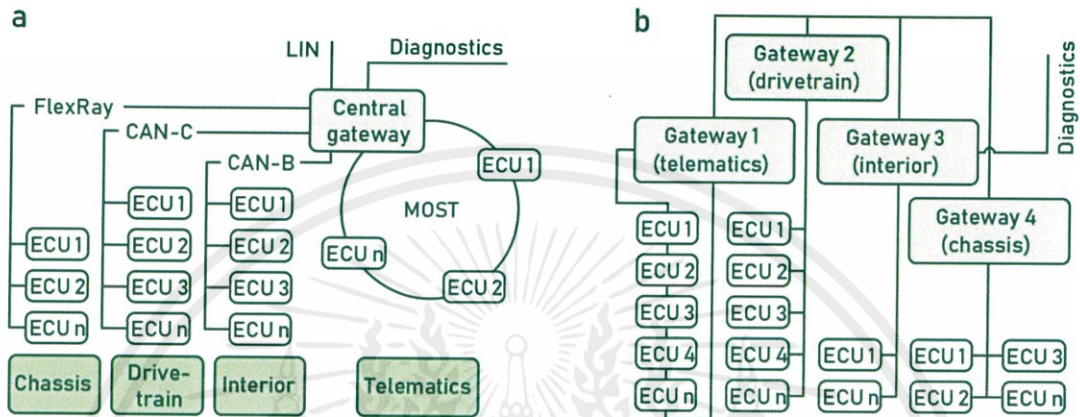 a
LIN
Diagnostics
FlexRay
CAN-C
CAN-B
Central
gateway
ECU 1
MOST
ECU n
ECU 2
ECU 1
ECU 2
ECU n
ECU 1
ECU 2
ECU 3
ECU n
ECU 1
ECU 2
ECU 3
ECU n
Chassis
Drive-
train
Interior
Telematics
b
Gateway 2
(drivetrain)
Diagnostics
Gateway 1
(telematics)
Gateway 3
(interior)
Gateway 4
(chassis)
ECU 1
ECU 2
ECU 3
ECU 4
ECU n
ECU 1
ECU 2
ECU 3
ECU 4
ECU n
ECU 1
ECU n
ECU 1
ECU 2
ECU 3
ECU n